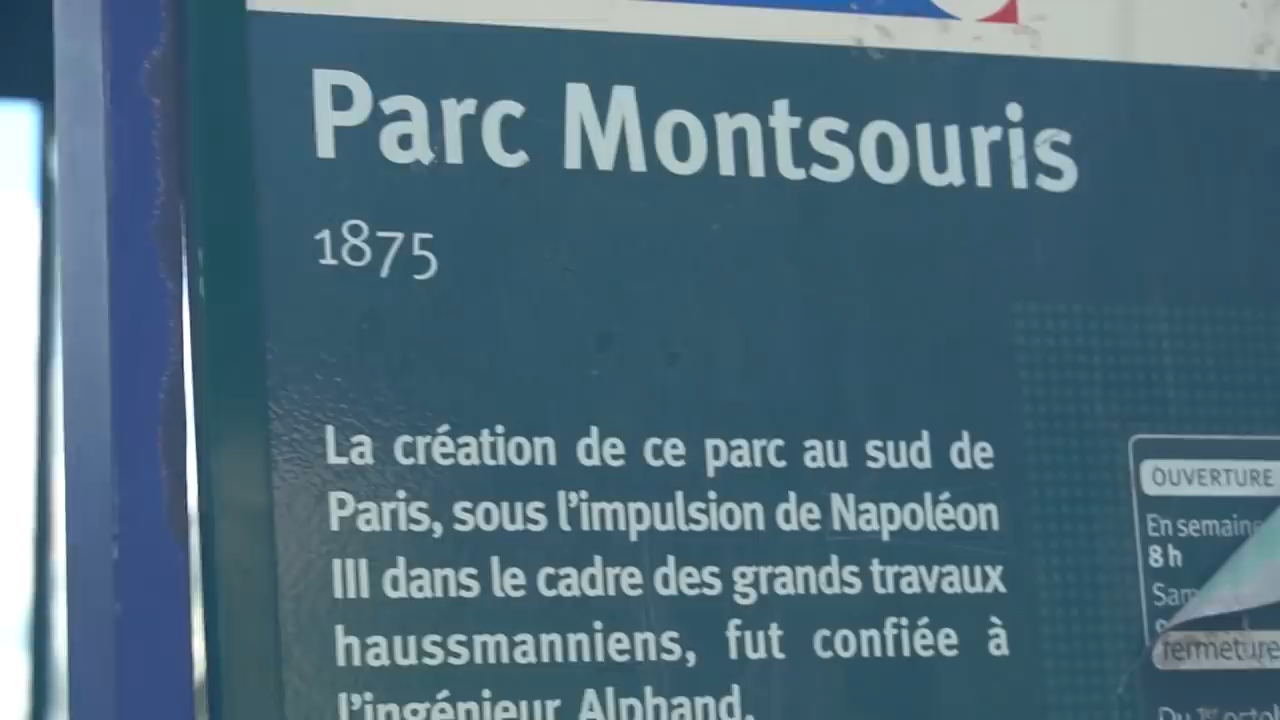 Parc Montsouris
1875
La création de ce parc au sud de
Paris, sous l'impulsion de Napoléon
III dans le cadre des grands travaux
haussmanniens, fut confiée à
l'ingénieur Alphand.
OUVERTURE
En semaine
8 h
fermeture